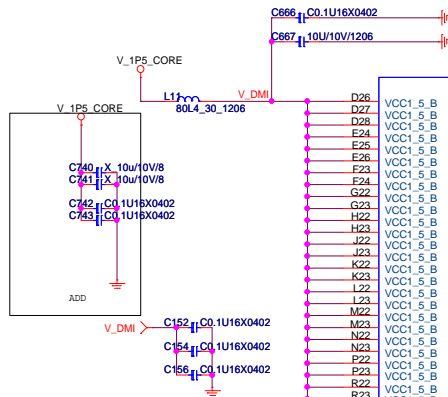 C666 C0.1U16X0402
C667 10U/10V/1206
V_1P5_CORE
L11 V_DMI
80L4_30_1206
V_1P5_CORE
C740 X_10u/10V/8
C741 X_10u/10V/8
C742 C0.1U16X0402
C743 C0.1U16X0402
ADD
V_DMI
C152 C0.1U16X0402
C154 C0.1U16X0402
C156 C0.1U16X0402
D26 VCC1_5_B
D27 VCC1_5_B
D28 VCC1_5_B
E24 VCC1_5_B
E25 VCC1_5_B
E26 VCC1_5_B
F23 VCC1_5_B
F24 VCC1_5_B
G22 VCC1_5_B
G23 VCC1_5_B
H22 VCC1_5_B
H23 VCC1_5_B
J22 VCC1_5_B
J23 VCC1_5_B
K22 VCC1_5_B
K23 VCC1_5_B
L22 VCC1_5_B
L23 VCC1_5_B
M22 VCC1_5_B
M23 VCC1_5_B
N22 VCC1_5_B
N23 VCC1_5_B
P22 VCC1_5_B
P23 VCC1_5_B
R22 VCC1_5_B
R23